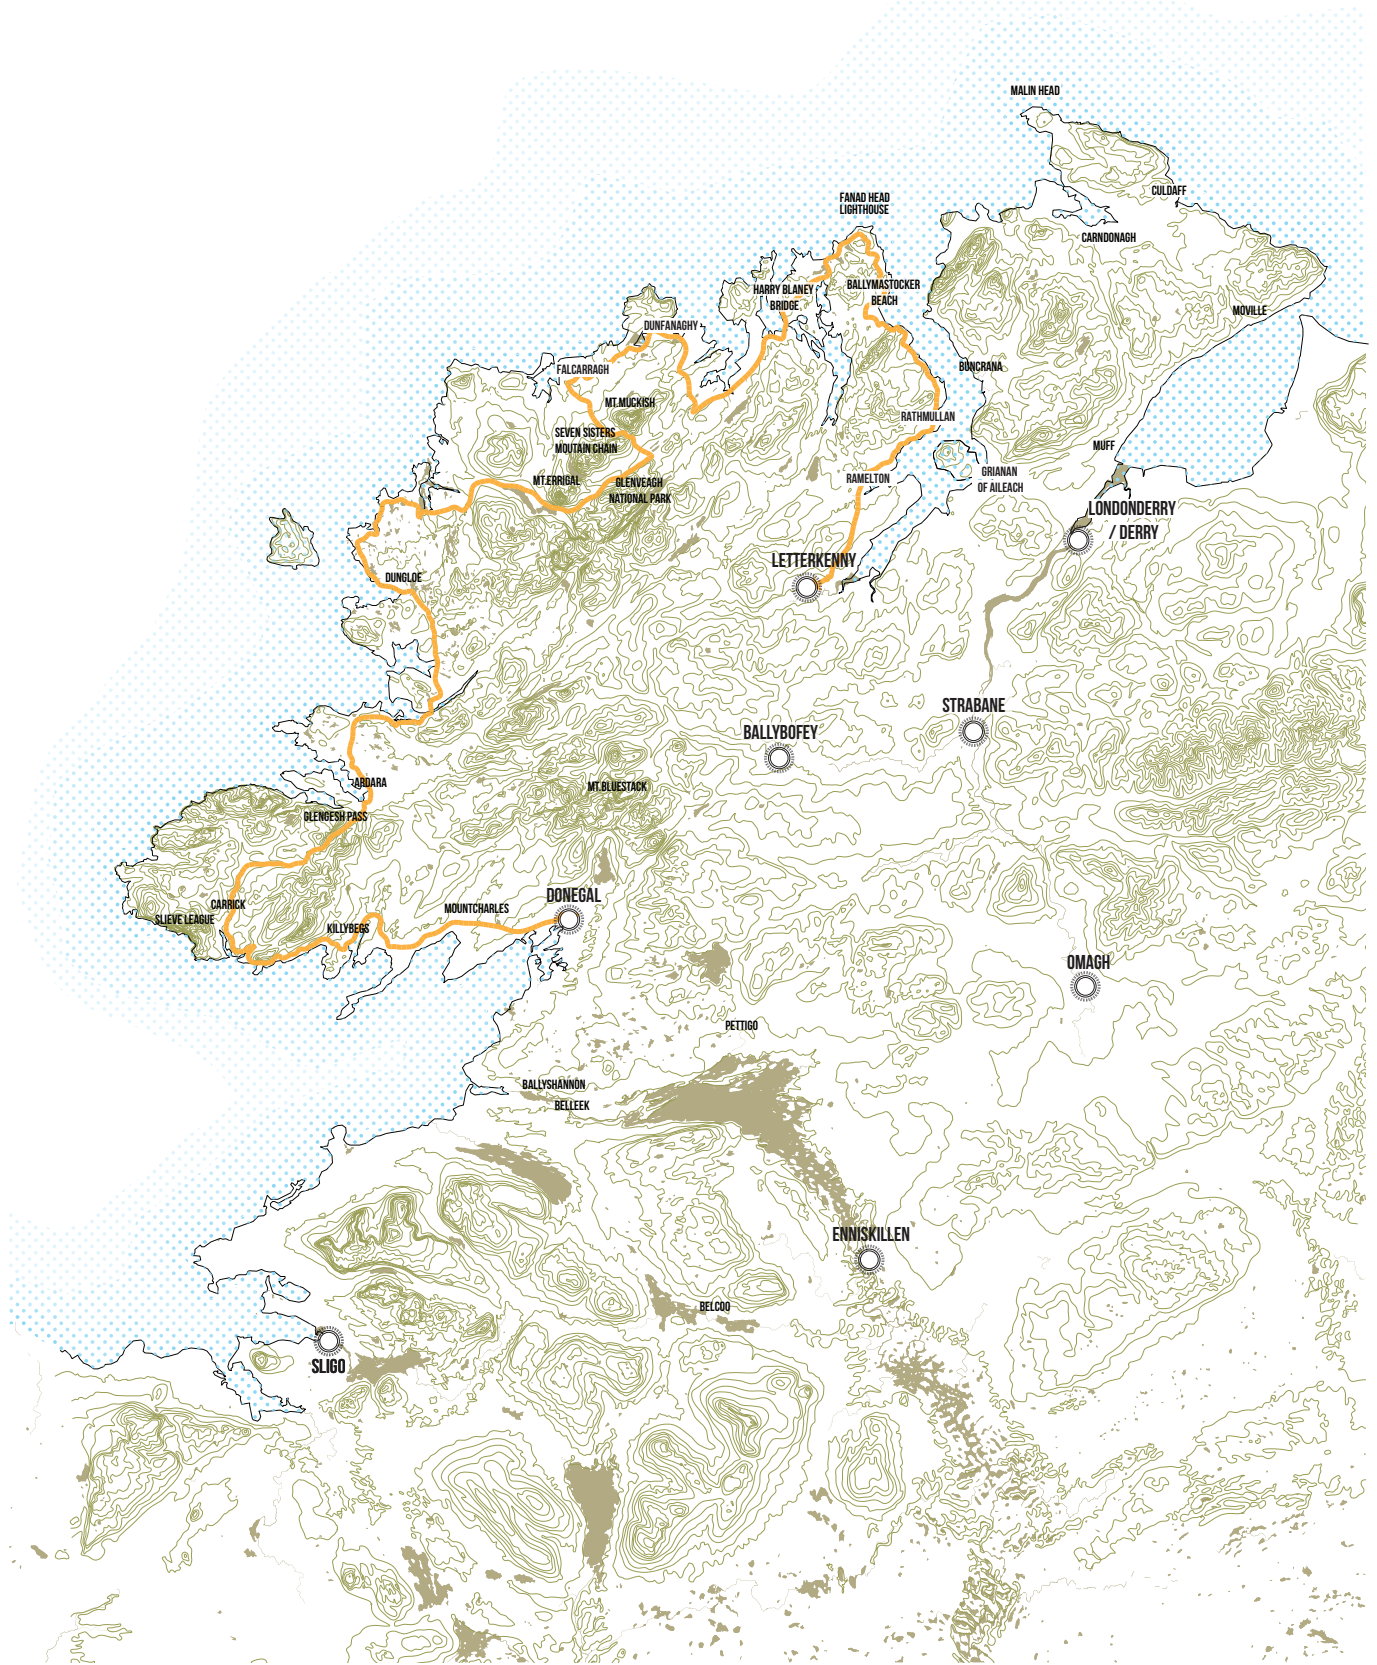 MALIN HEAD
CULDAFF
FANAD HEAD
LIGHTHOUSE
CARNDONAGH
BALLYMASTOCKER
BEACH
HARRY BLANEY
BRIDGE
MOVILLE
DUNFANAGHY
FALCARRAGH
BUNCRANA
MT.MUCKISH
RATHMULLAN
SEVEN SISTERS
MOUTAIN CHAIN
MUFF
MT.ERRIGAL
GLENVEAGH
NATIONAL PARK
RAMELTON
GRIANAN
OF AILEACH
LONDONDERRY
/ DERRY
LETTERKENNY
DUNGLOE
STRABANE
BALLYBOFEY
ARDARA
MT.BLUESTACK
GLENGESH PASS
DONEGAL
CARRICK
MOUNTCHARLES
SLIEVE LEAGUE
KILLYBEGS
OMAGH
PETTIGO
BALLYSHANNON
BELLEEK
ENNISKILLEN
BELCOO
SLIGO